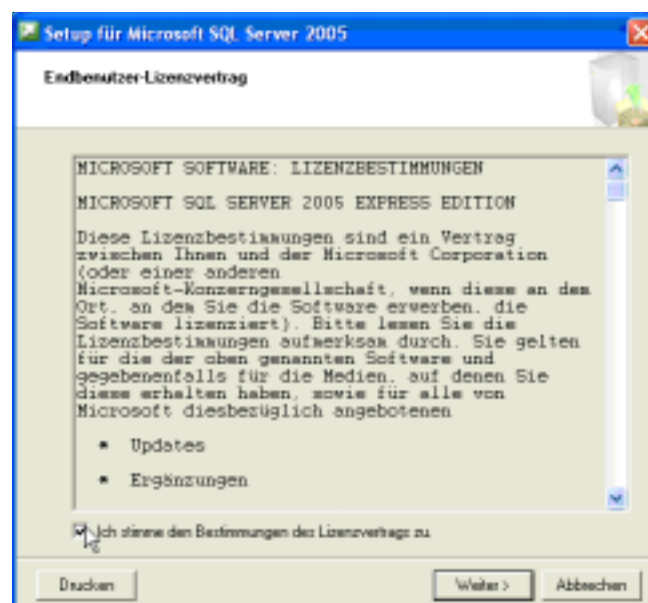 Setup für Microsoft SQL Server 2005
Endbenutzer-Lizenzvertrag
MICROSOFT SOFTWARE: LIZENZBESTIMMUNGEN
MICROSOFT SQL SERVER 2005 EXPRESS EDITION
Diese Lizenzbestimmungen sind ein Vertrag
zwischen Ihnen und der Microsoft Corporation
(oder einer anderen
Microsoft-Konzerngesellschaft, wenn diese an dem
Ort, an dem Sie die Software erwerben, die
Software lizenziert). Bitte lesen Sie die
Lizenzbestimmungen aufmerksam durch. Sie gelten
für die der oben genannten Software und
gegebenenfalls für die Medien, auf denen Sie
diese erhalten haben, sowie für alle von
Microsoft diesbezüglich angebotenen
• Updates
• Ergänzungen
Ich stimme den Bestimmungen des Lizenzvertrags zu.
Drucken
Weiter >
Abbrechen